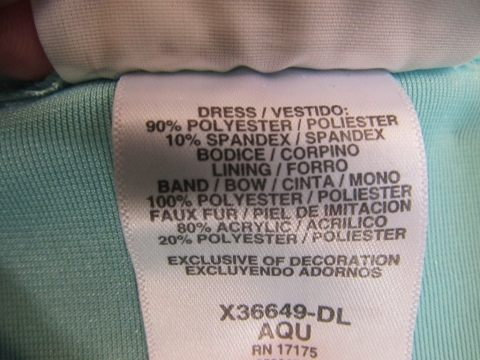 DRESS / VESTIDO:
90% POLYESTER / POLIÉSTER
10% SPANDEX / SPANDEX
BODICE / CORPINO
LINING / FORRO
BAND / BOW / CINTA / MONO
100% POLYESTER / POLIESTER
FAUX FUR / PIEL DE IMITACION
80% ACRYLIC / ACRILICO
20% POLYESTER / POLIESTER
EXCLUSIVE OF DECORATION
EXCLUYENDO ADORNOS
X36649-DL
AQU
RN 17175